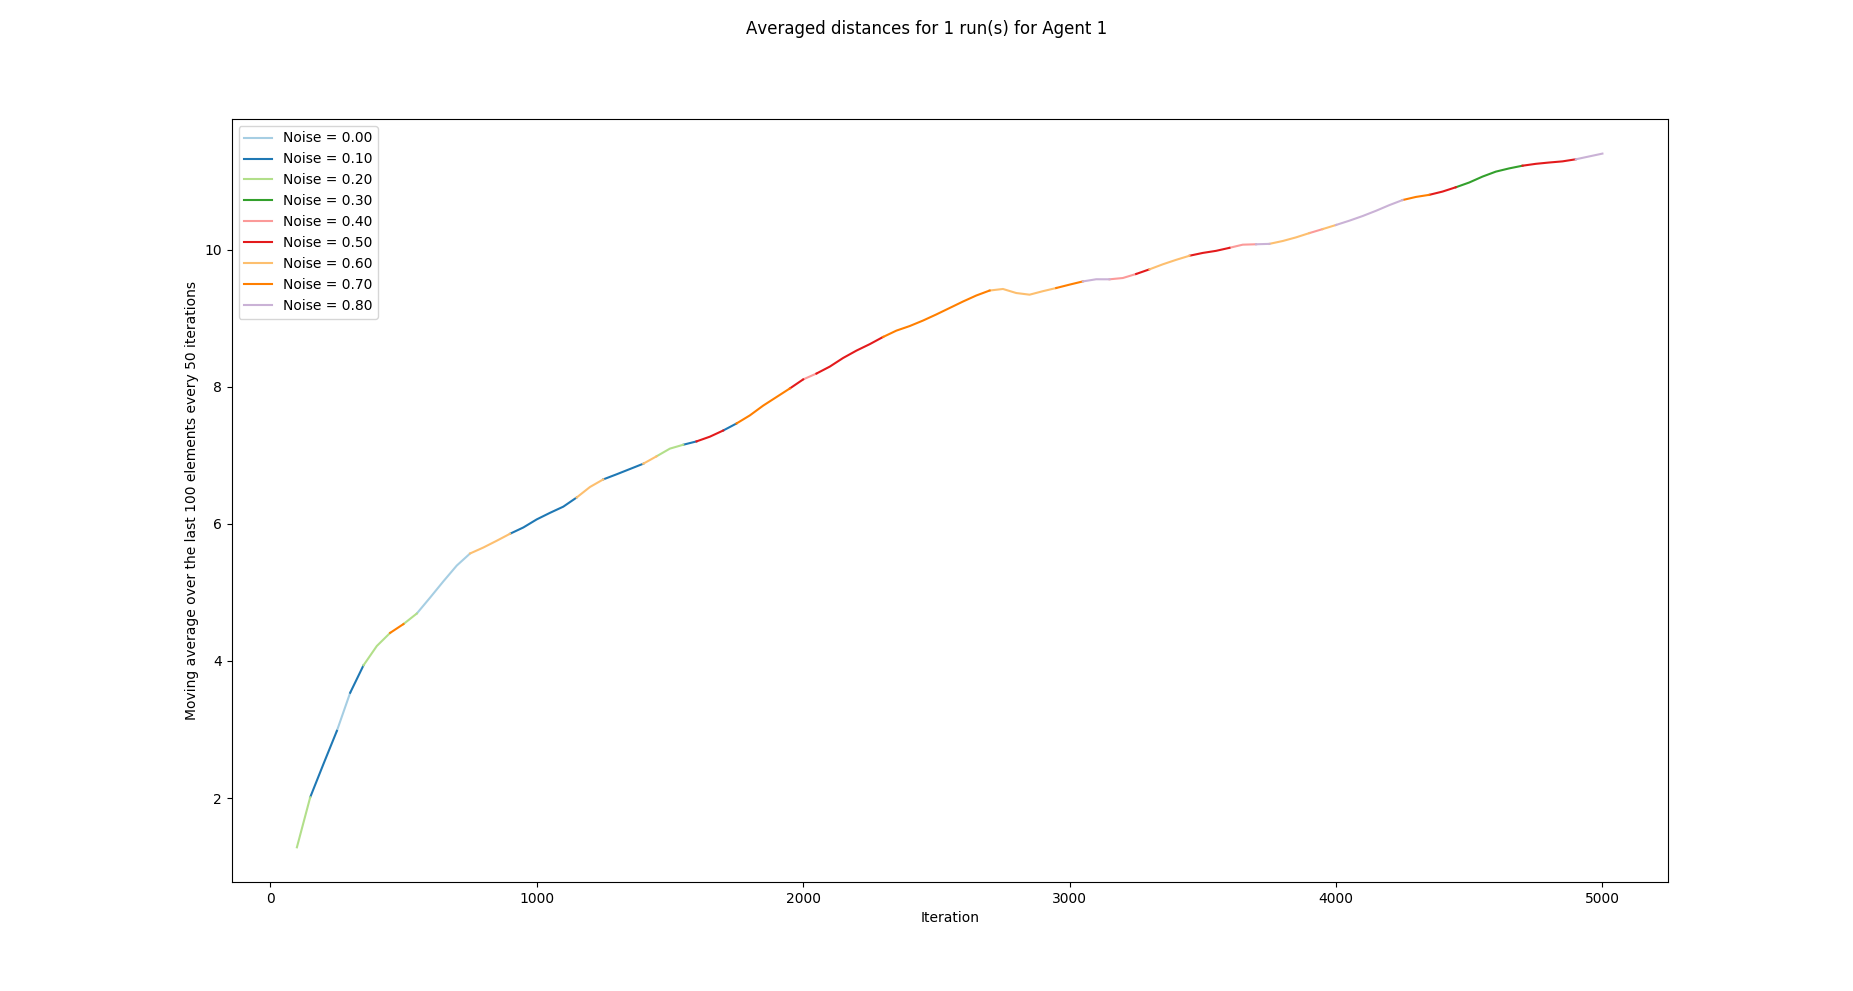 Averaged distances for 1 run(s) for Agent 1
Noise = 0.00
Noise = 0.10
Noise = 0.20
Noise = 0.30
Noise = 0.40
Noise = 0.50
Noise = 0.60
Noise = 0.70
Noise = 0.80
Moving average over the last 100 elements every 50 iterations
10
8
6
4
2
0 1000 2000 3000 4000 5000
Iteration